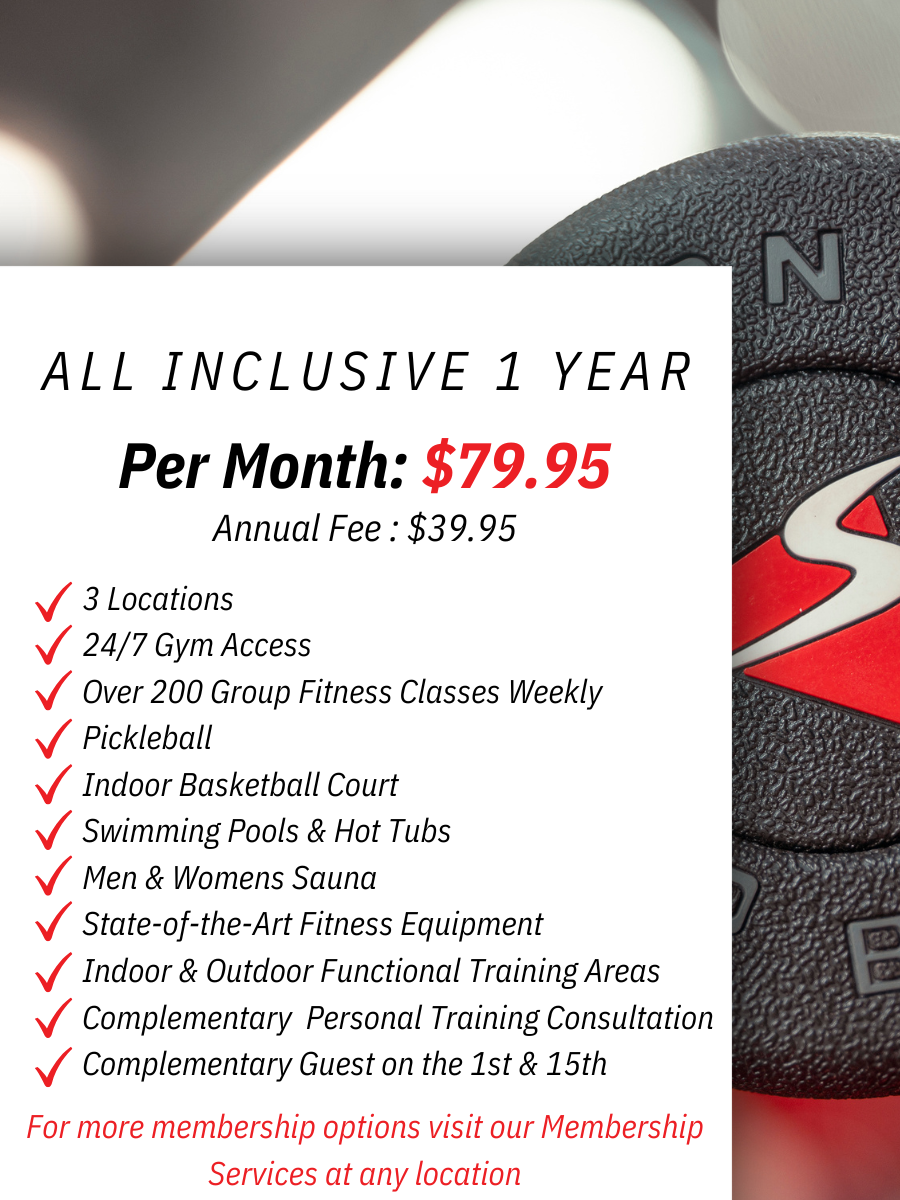 N
ALL INCLUSIVE 1 YEAR
Per Month: $79.95
Annual Fee : $39.95
3 Locations
24/7 Gym Access
Over 200 Group Fitness Classes Weekly
Pickleball
Indoor Basketball Court
Swimming Pools & Hot Tubs
Men & Womens Sauna
State-of-the-Art Fitness Equipment
Indoor & Outdoor Functional Training Areas
Complementary  Personal Training Consultation
Complementary Guest on the 1st & 15th
For more membership options visit our Membership
Services at any location